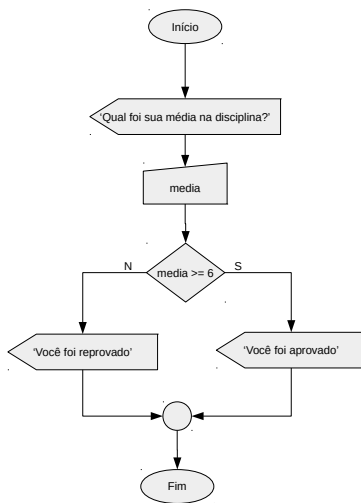 Início
'Qual foi sua média na disciplina?'
media
media >= 6
N
S
'Você foi reprovado'
'Você foi aprovado'
Fim